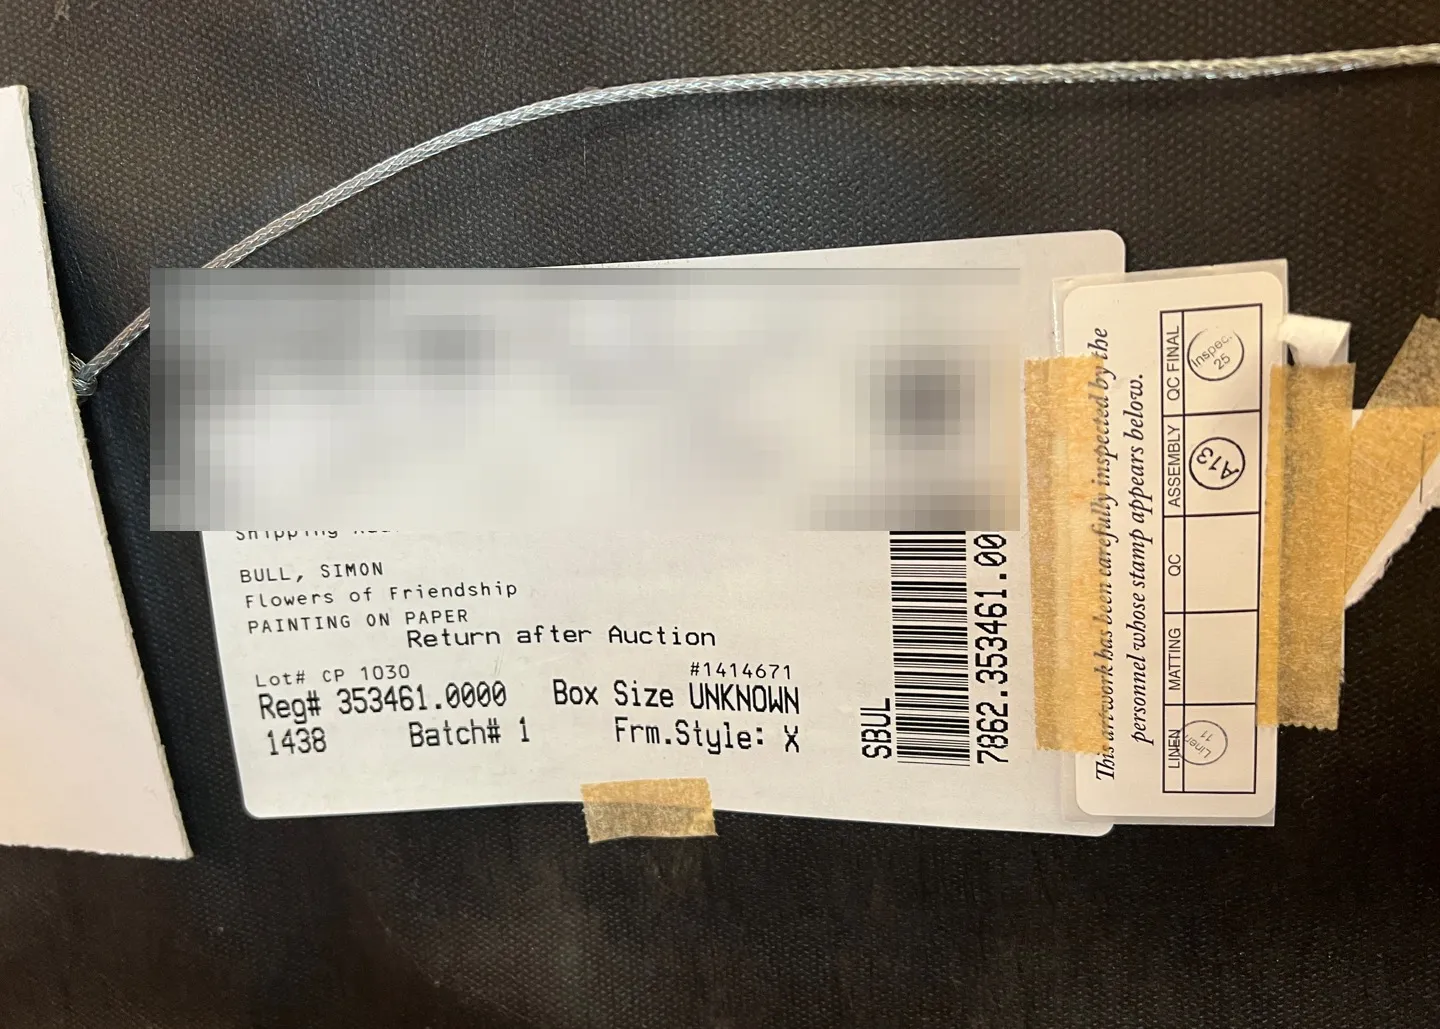 Shipping
BULL, SIMON
Flowers of Friendship
PAINTING ON PAPER
Return after Auction
Lot# CP 1030
#1414671
Reg# 353461.0000
Box Size UNKNOWN
1438
Batch# 1
Frm.Style: X
SBUL
7862.353461.00
This artwork has been carefully inspected by the
personnel whose stamp appears below.
LINEN
MATTING
QC
ASSEMBLY
QC FINAL
Linen
11
A13
Inspec.
25